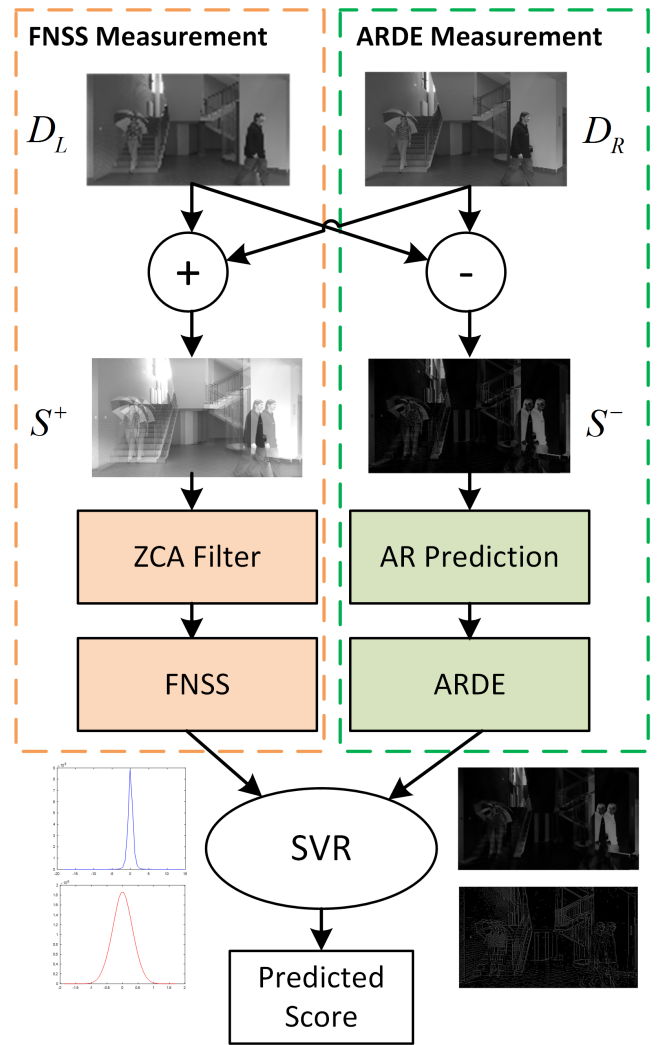 FNSS Measurement
ARDE Measurement
D_L
D_R
+
-
S^+
S^−
ZCA Filter
AR Prediction
FNSS
ARDE
SVR
Predicted
Score